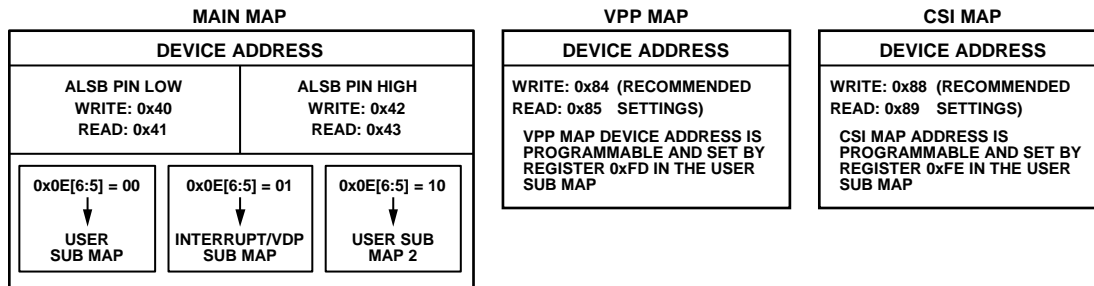 MAIN MAP
DEVICE ADDRESS
ALSB PIN LOW
WRITE: 0x40
READ: 0x41
ALSB PIN HIGH
WRITE: 0x42
READ: 0x43
0x0E[6:5] = 00
USER
SUB MAP
0x0E[6:5] = 01
INTERRUPT/VDP
SUB MAP
0x0E[6:5] = 10
USER SUB
MAP 2
VPP MAP
DEVICE ADDRESS
WRITE: 0x84 (RECOMMENDED
READ: 0x85 SETTINGS)
VPP MAP DEVICE ADDRESS IS
PROGRAMMABLE AND SET BY
REGISTER 0xFD IN THE USER
SUB MAP
CSI MAP
DEVICE ADDRESS
WRITE: 0x88 (RECOMMENDED
READ: 0x89 SETTINGS)
CSI MAP ADDRESS IS
PROGRAMMABLE AND SET BY
REGISTER 0xFE IN THE USER
SUB MAP